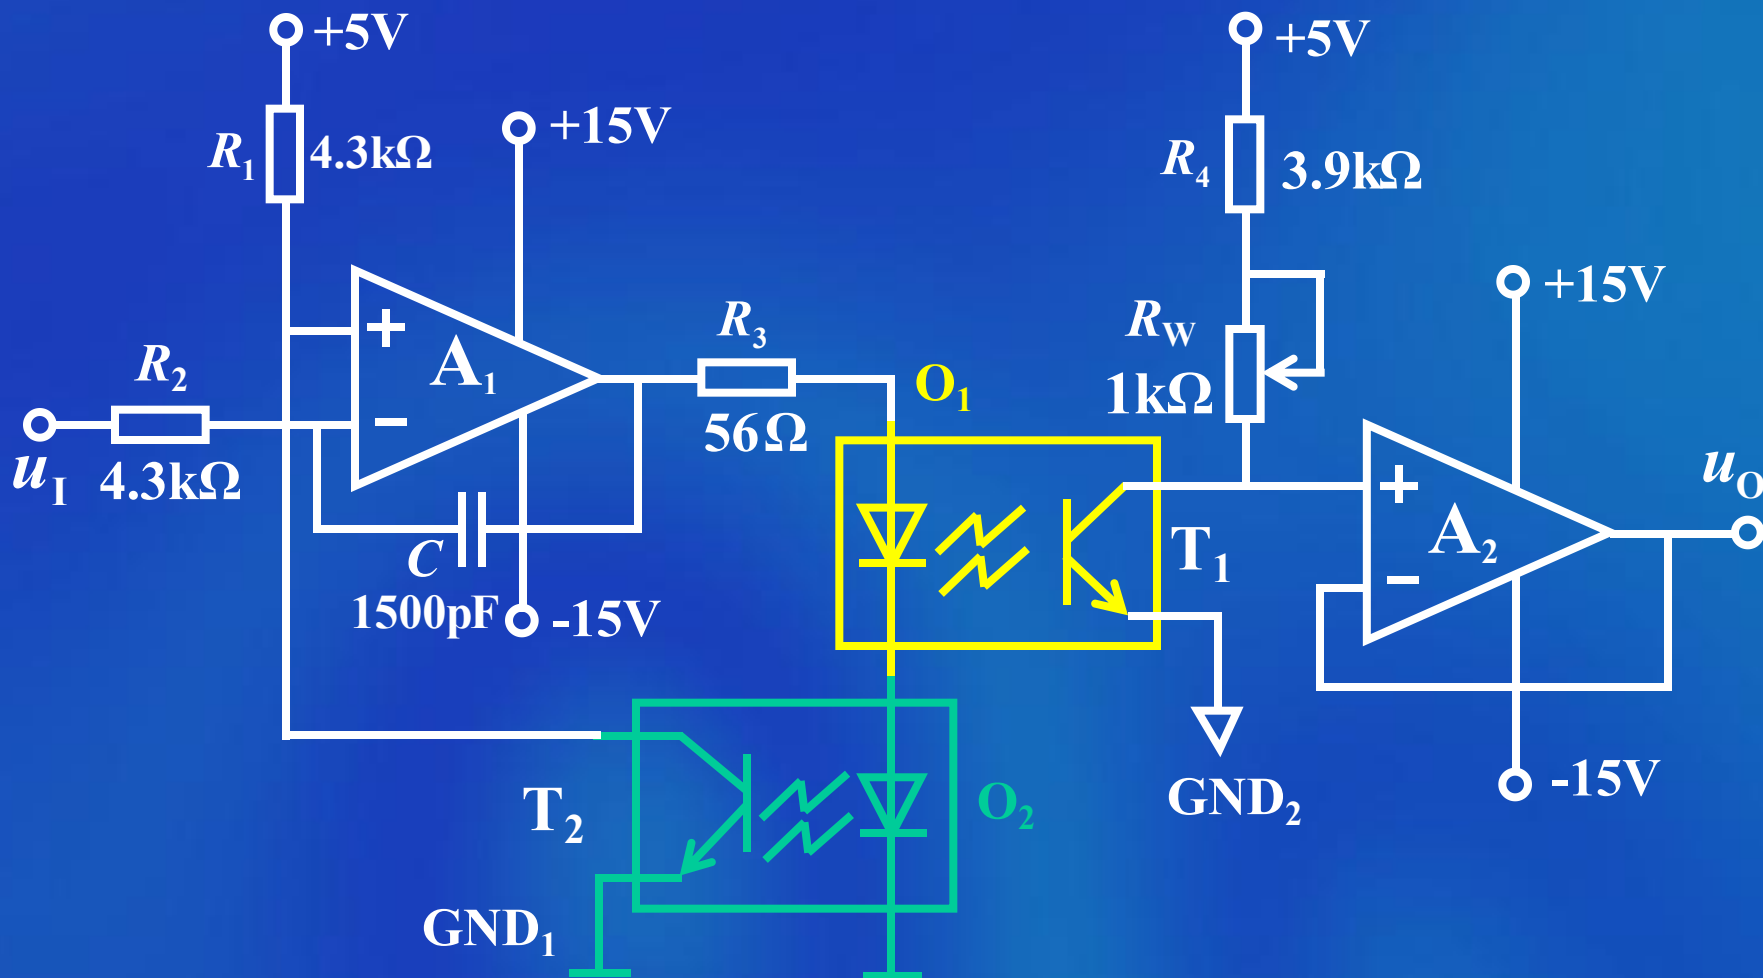 +5V
+5V
+15V
R1 4.3kΩ
R4 3.9kΩ
+15V
R3
RW
R2
A1
O1
1kΩ
56Ω
uI 4.3kΩ
uO
A2
T1
C
1500pF
-15V
-15V
T2
O2
GND2
GND1
+
−
+
−